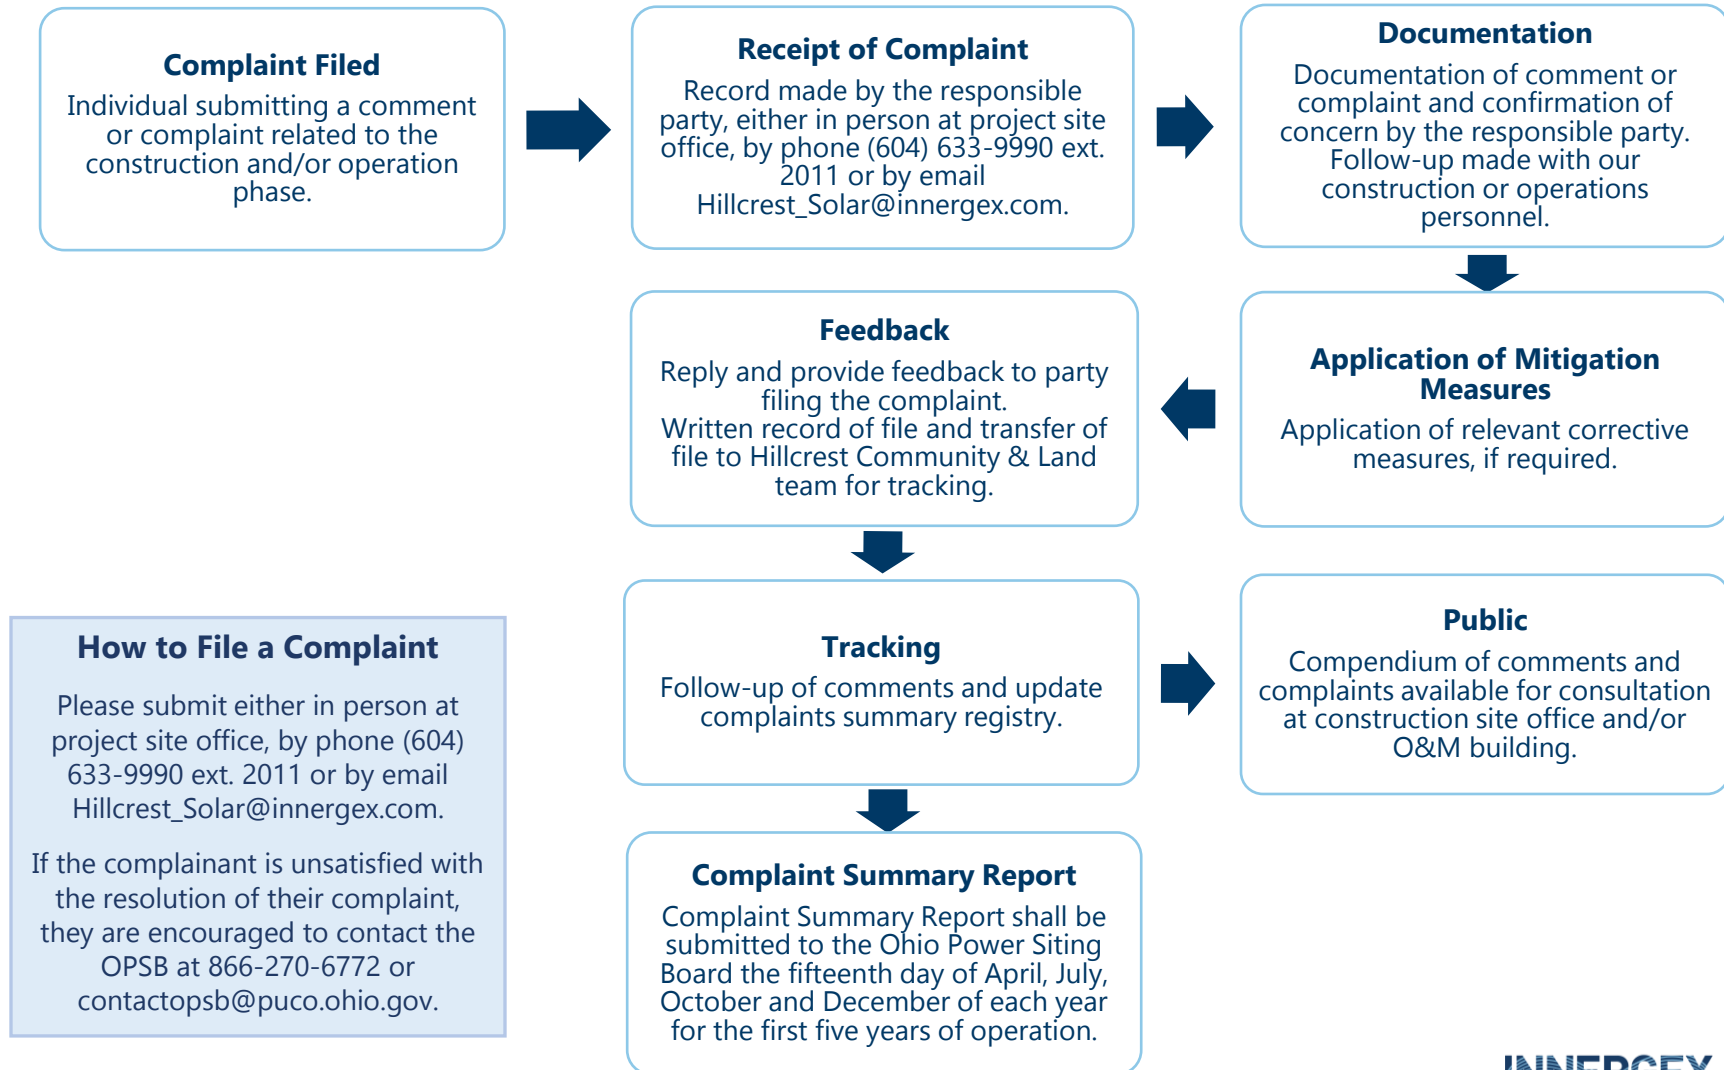 Complaint Filed
Individual submitting a comment
or complaint related to the
construction and/or operation
phase.
Receipt of Complaint
Record made by the responsible
party, either in person at project site
office, by phone (604) 633-9990 ext.
2011 or by email
Hillcrest_Solar@innergex.com.
Documentation
Documentation of comment or
complaint and confirmation of
concern by the responsible party.
Follow-up made with our
construction or operations
personnel.
Application of Mitigation
Measures
Application of relevant corrective
measures, if required.
Feedback
Reply and provide feedback to party
filing the complaint.
Written record of file and transfer of
file to Hillcrest Community & Land
team for tracking.
Tracking
Follow-up of comments and update
complaints summary registry.
Public
Compendium of comments and
complaints available for consultation
at construction site office and/or
O&M building.
Complaint Summary Report
Complaint Summary Report shall be
submitted to the Ohio Power Siting
Board the fifteenth day of April, July,
October and December of each year
for the first five years of operation.
How to File a Complaint
Please submit either in person at
project site office, by phone (604)
633-9990 ext. 2011 or by email
Hillcrest_Solar@innergex.com.
If the complainant is unsatisfied with
the resolution of their complaint,
they are encouraged to contact the
OPSB at 866-270-6772 or
contactopsb@puco.ohio.gov.
INNERGEX